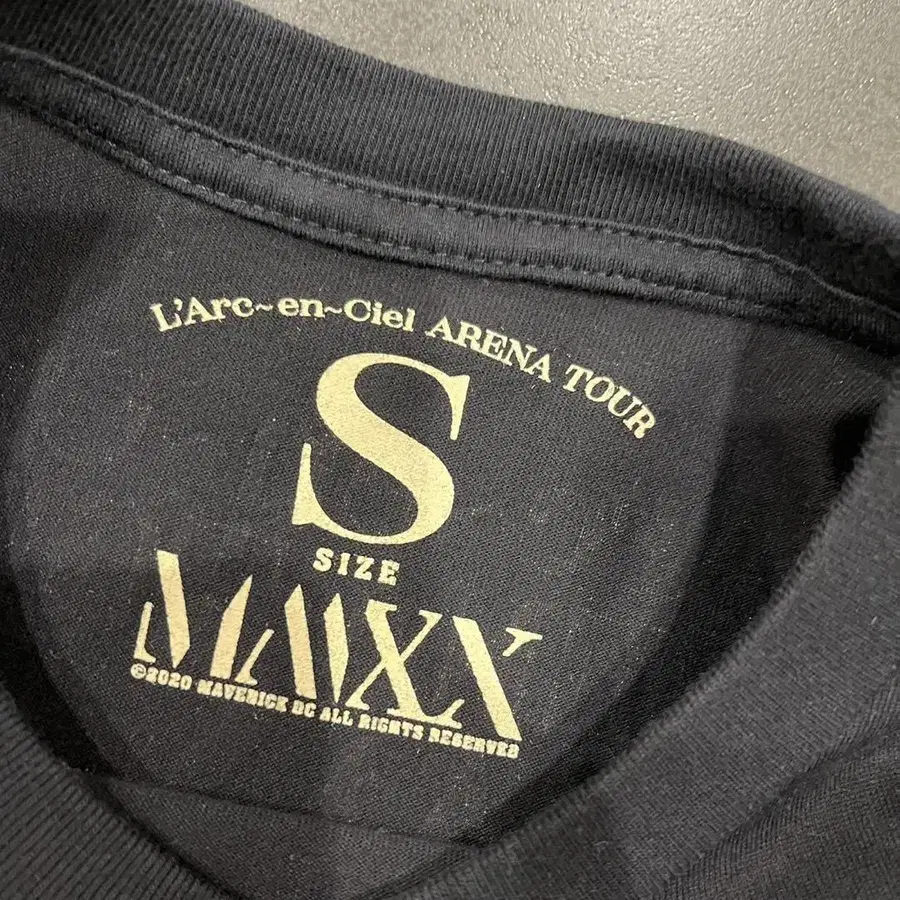 L'Arc~en~Ciel ARENA TOUR
S
SIZE
MMXX
©2020 MAVERICK DC ALL RIGHTS RESERVED